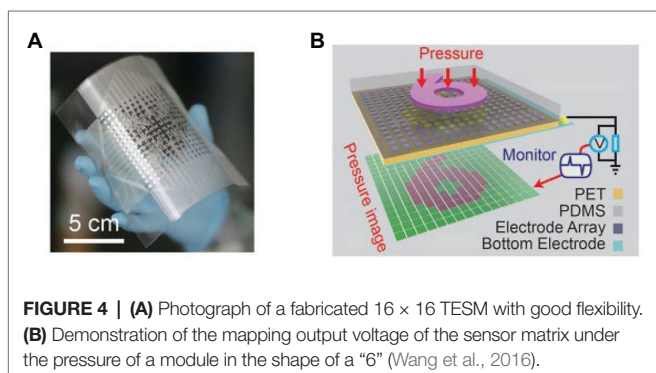 A
5 cm
B
Pressure
Pressure image
Monitor
V
PET
PDMS
Electrode Array
Bottom Electrode
FIGURE 4 | (A) Photograph of a fabricated 16 × 16 TESM with good flexibility.
(B) Demonstration of the mapping output voltage of the sensor matrix under
the pressure of a module in the shape of a “6” (Wang et al., 2016).